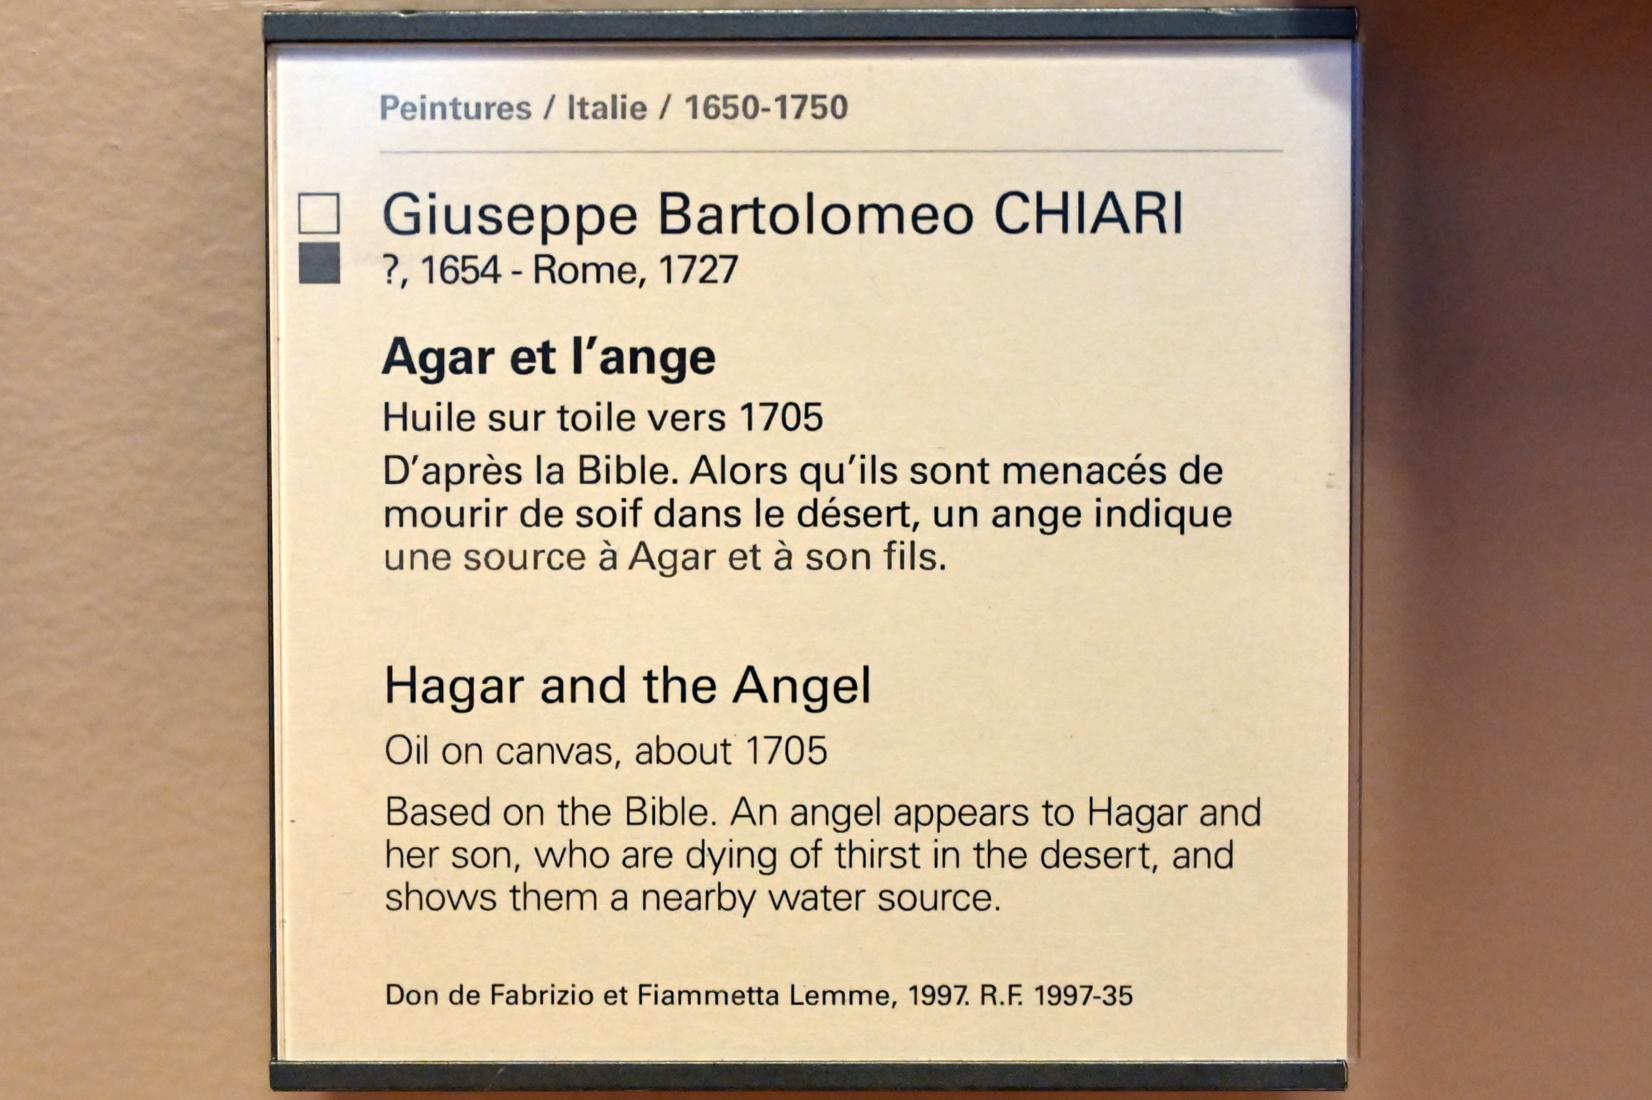 Peintures / Italie / 1650-1750
Giuseppe Bartolomeo CHIARI
?, 1654 - Rome, 1727
Agar et l’ange
Huile sur toile vers 1705
D’après la Bible. Alors qu’ils sont menacés de
mourir de soif dans le désert, un ange indique
une source à Agar et à son fils.
Hagar and the Angel
Oil on canvas, about 1705
Based on the Bible. An angel appears to Hagar and
her son, who are dying of thirst in the desert, and
shows them a nearby water source.
Don de Fabrizio et Fiammetta Lemme, 1997. R.F. 1997-35